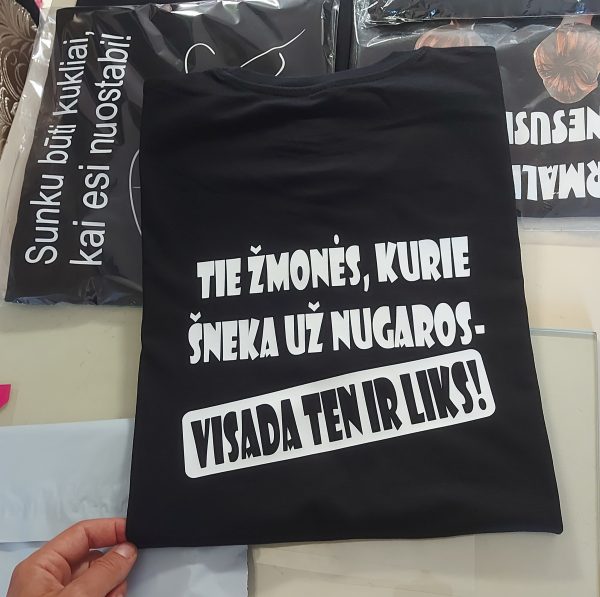 Sunku būti kukliai,
kai esi nuostabi!
TIE ŽMONĖS, KURIE
ŠNEKA UŽ NUGAROS-
VISADA TEN IR LIKS!